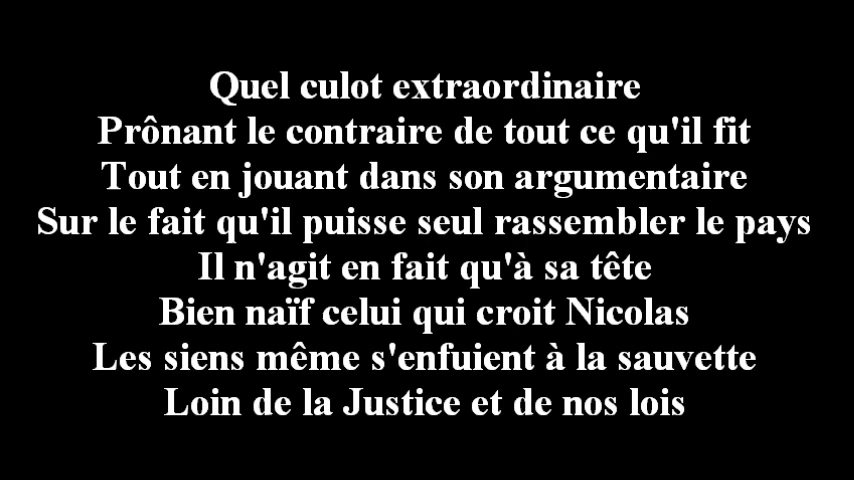 Quel culot extraordinaire
Prônant le contraire de tout ce qu'il fit
Tout en jouant dans son argumentaire
Sur le fait qu'il puisse seul rassembler le pays
Il n'agit en fait qu'à sa tête
Bien naïf celui qui croit Nicolas
Les siens même s'enfuient à la sauvette
Loin de la Justice et de nos lois